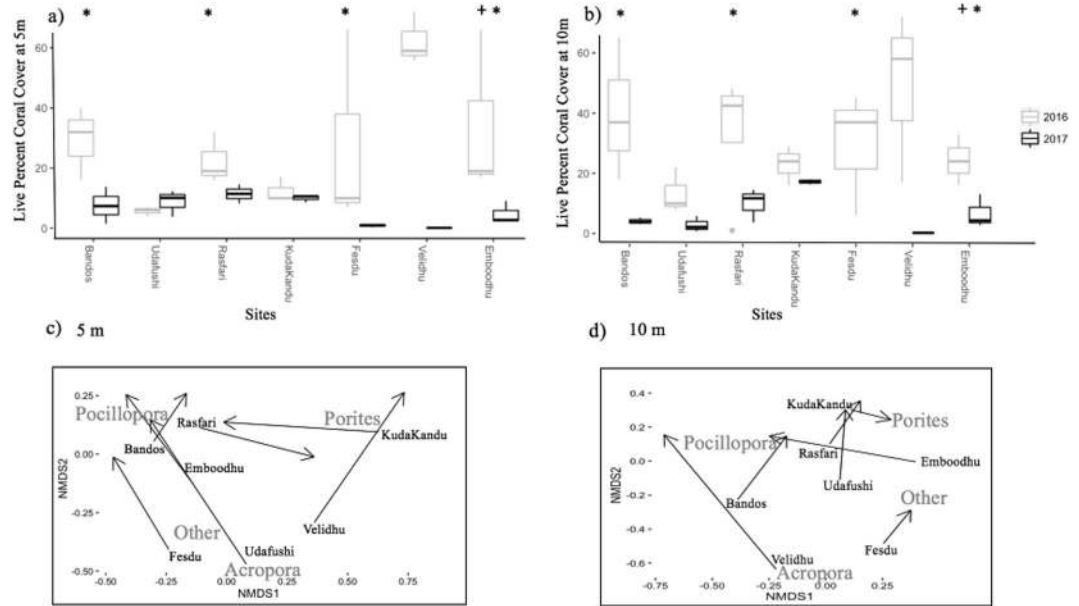 a)
* * * + *
Live Percent Coral Cover at 5m
60
40
20
0
Bandos
Udafushi
Rasfari
KudaKandu
Fesdu
Velidhu
Emboodhu
Sites
b)
* * * + *
Live Percent Coral Cover at 10m
60
40
20
0
Bandos
Udafushi
Rasfari
KudaKandu
Fesdu
Velidhu
Emboodhu
Sites
2016
2017
c) 5 m
NMDS2
0.25
0.00
-0.25
-0.50
Pocillopora
Rasfari
Porites
KudaKandu
Bandos
Emboodhu
Velidhu
Other
Fesdu
Udafushi
Acropora
-0.50 -0.25 0.00 0.25 0.50 0.75
NMDS1
d) 10 m
NMDS2
0.4
0.2
0.0
-0.2
-0.4
-0.6
KudaKandu
Porites
Pocillopora
Rasfari
Emboodhu
Udafushi
Bandos
Other
Velidhu
Fesdu
Acropora
-0.75 -0.50 -0.25 0.00 0.25 0.50
NMDS1